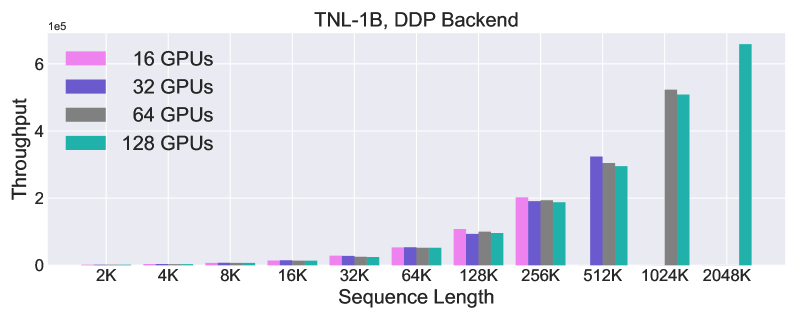 TNL-1B, DDP Backend
1e5
16 GPUs
32 GPUs
64 GPUs
128 GPUs
Throughput
6
4
2
0
2K 4K 8K 16K 32K 64K 128K 256K 512K 1024K 2048K
Sequence Length